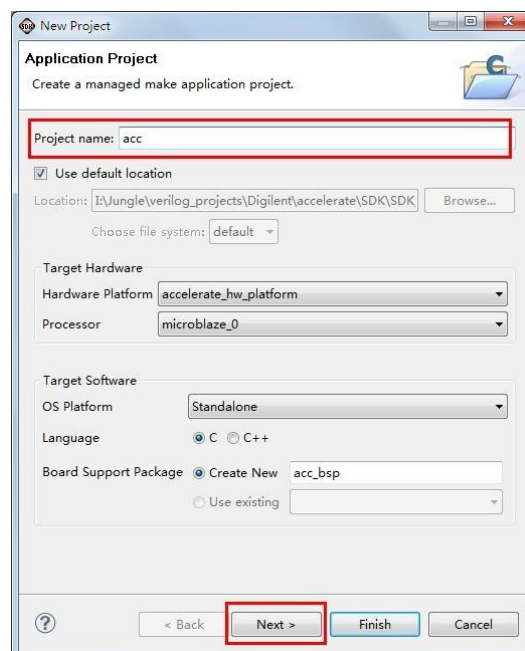 SDK New Project
Application Project
Create a managed make application project.
C
Project name: acc
Use default location
Location: I:\Jungle\verilog_projects\Digilent\accelerate\SDK\SDK Browse...
Choose file system: default
Target Hardware
Hardware Platform accelerate_hw_platform
Processor microblaze_0
Target Software
OS Platform Standalone
Language C C++
Board Support Package Create New acc_bsp
Use existing
? < Back Next > Finish Cancel